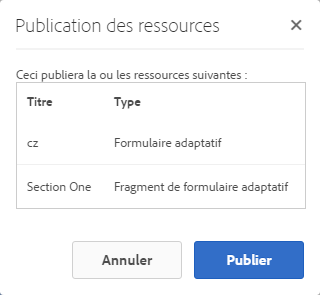 Publication des ressources
Ceci publiera la ou les ressources suivantes :
Titre Type
cz Formulaire adaptatif
Section One Fragment de formulaire adaptatif
Annuler Publier